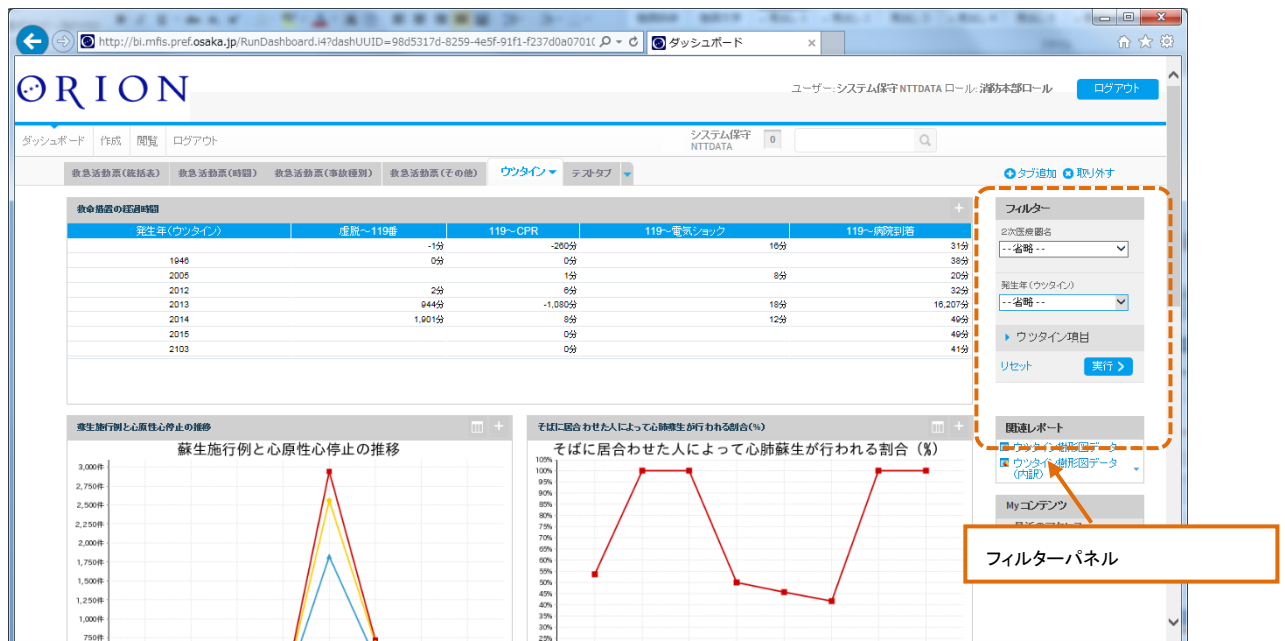 http://bi.mfis.pref.osaka.jp/RunDashboard.i4?dashUUID=98d5317d-8259-4e5f-91f1-f237d0a07010
ダッシュボード
ORION
ユーザー:システム保守NTTDATA ロール:消防本部ロール
ログアウト
ダッシュボード 作成 閲覧 ログアウト
システム保守
NTTDATA
0
救急活動票(統括表) 救急活動票(時間) 救急活動票(事故種別) 救急活動票(その他) ウツタイン テストタブ
タブ追加 取り外す
救命措置の経過時間
発生年(ウツタイン) 虚脱～119番 119～CPR 119～電気ショック 119～病院到着
-1分 -260分 16分 31分
1946 0分 0分 38分
2005 1分 8分 20分
2012 2分 6分 32分
2013 944分 -1,080分 18分 16,207分
2014 1,901分 8分 12分 49分
2015 0分 49分
2103 0分 41分
フィルター
2次医療圏名
--省略--
発生年(ウツタイン)
--省略--
ウツタイン項目
リセット
実行
関連レポート
ウツタイン樹形図データ
ウツタイン樹形図データ
(内訳)
Myコンテンツ
フィルターパネル
蘇生施行例と心原性心停止の推移
蘇生施行例と心原性心停止の推移
3,000件
2,750件
2,500件
2,250件
2,000件
1,750件
1,500件
1,250件
1,000件
750件
そばに居合わせた人によって心肺蘇生が行われる割合(%)
そばに居合わせた人によって心肺蘇生が行われる割合（%）
105%
100%
95%
90%
85%
80%
75%
70%
65%
60%
55%
50%
45%
40%
35%
30%
25%